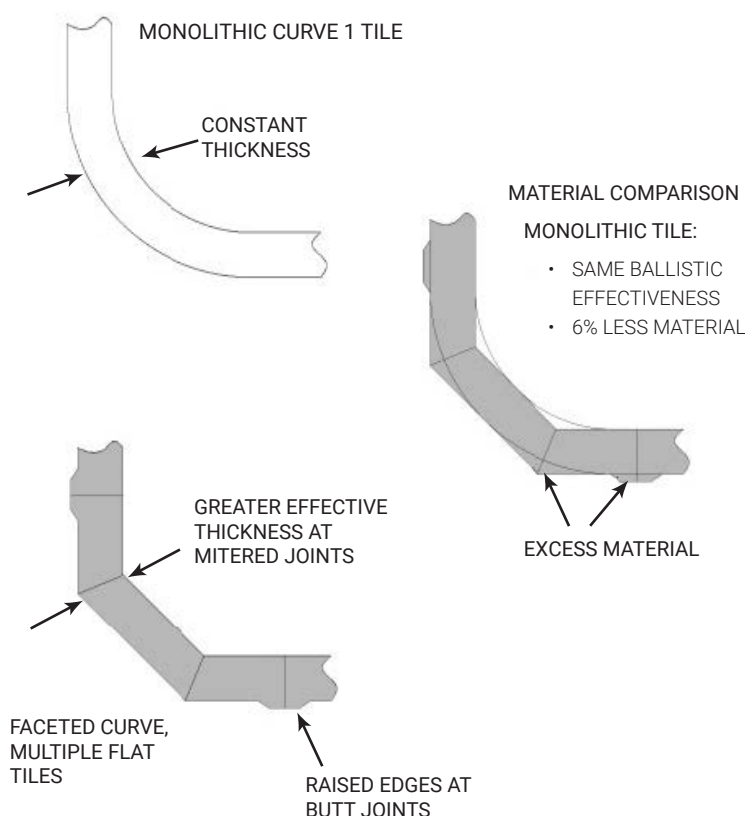 MONOLITHIC CURVE 1 TILE
CONSTANT
THICKNESS
MATERIAL COMPARISON
MONOLITHIC TILE:
• SAME BALLISTIC
EFFECTIVENESS
• 6% LESS MATERIAL
GREATER EFFECTIVE
THICKNESS AT
MITERED JOINTS
EXCESS MATERIAL
FACETED CURVE,
MULTIPLE FLAT
TILES
RAISED EDGES AT
BUTT JOINTS